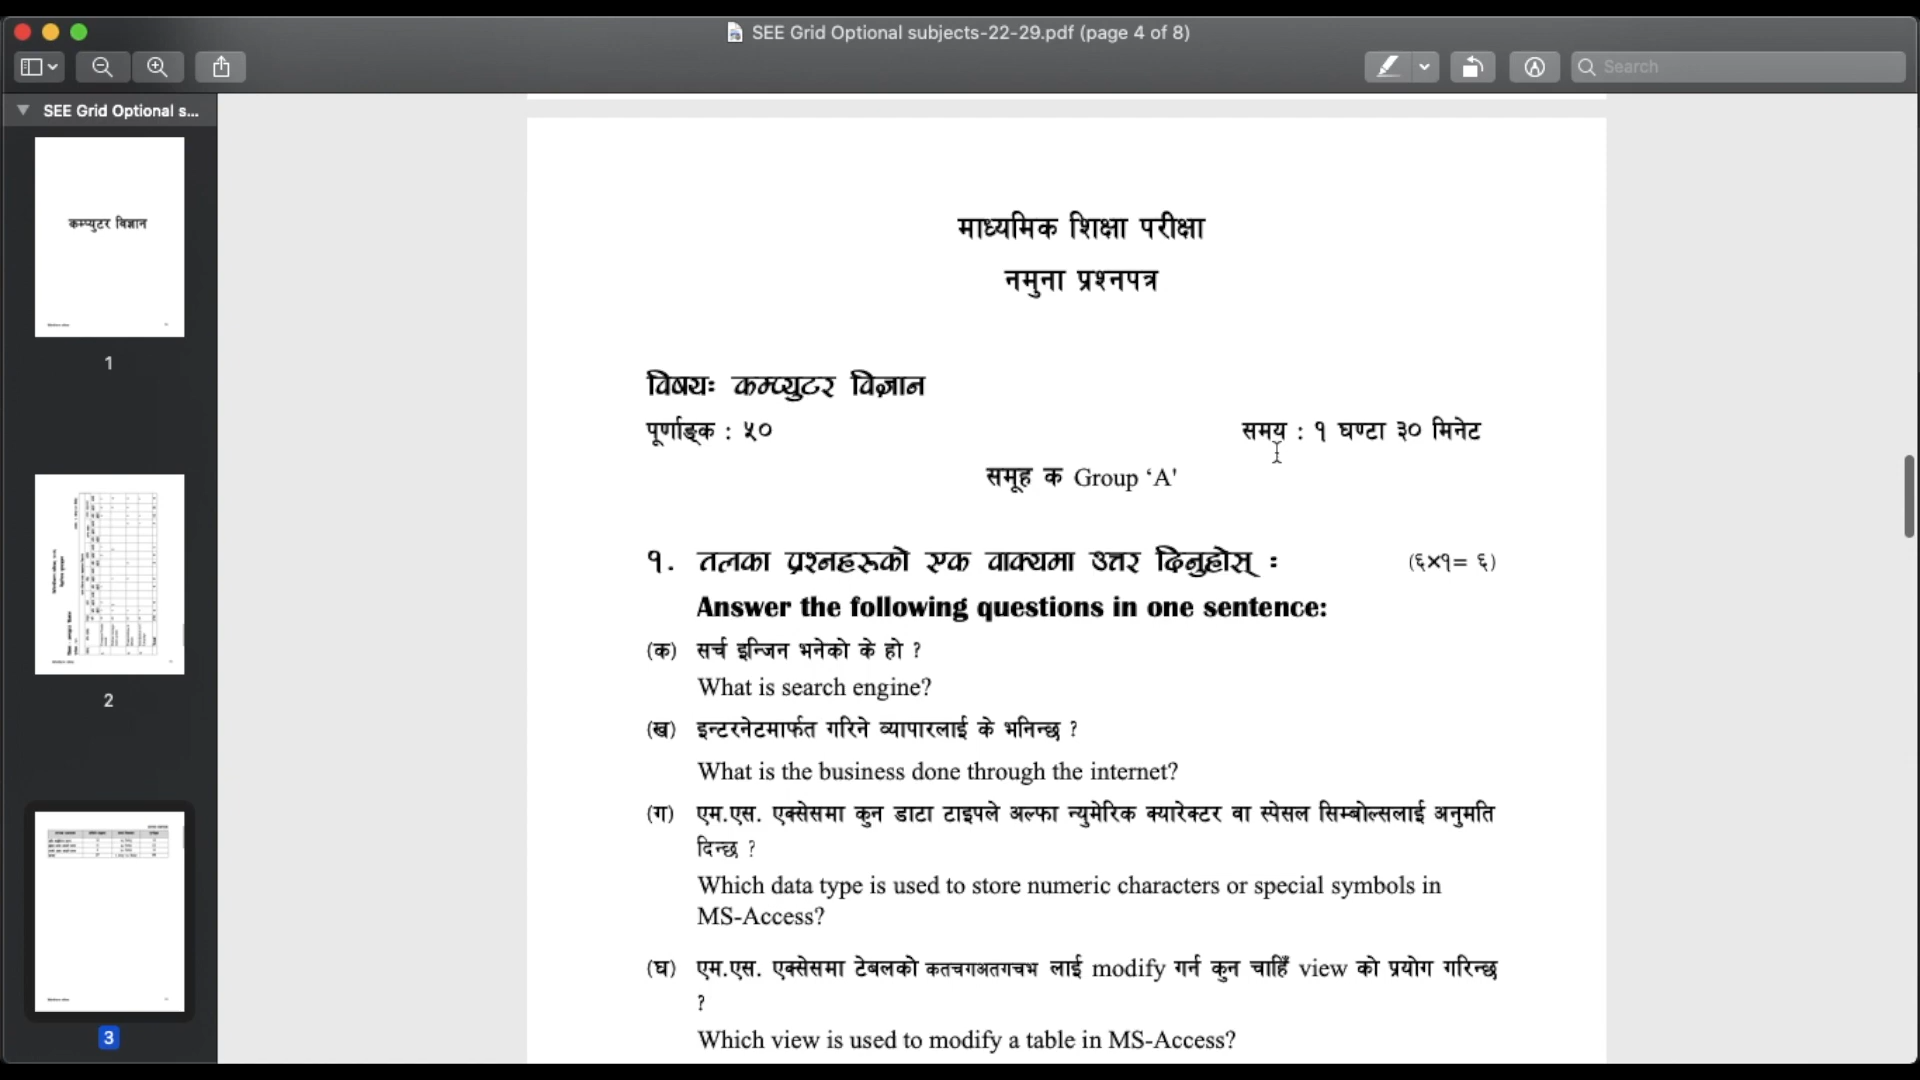 SEE Grid Optional subjects-22-29.pdf (page 4 of 8)
Search
SEE Grid Optional s...
कम्प्युटर विज्ञान
1
2
3
माध्यमिक शिक्षा परीक्षा
नमुना प्रश्नपत्र
विषयः कम्प्युटर विज्ञान
पूर्णाङ्क : ५०
समय : १ घण्टा ३० मिनेट
समूह क Group ‘A'
१. तलका प्रश्नहरूको एक वाक्यमा उत्तर दिनुहोस् : (६×१= ६)
Answer the following questions in one sentence:
(क) सर्च इन्जिन भनेको के हो ?
What is search engine?
(ख) इन्टरनेटमार्फत गरिने व्यापारलाई के भनिन्छ ?
What is the business done through the internet?
(ग) एम.एस. एक्सेसमा कुन डाटा टाइपले अल्फा न्युमेरिक क्यारेक्टर वा स्पेसल सिम्बोल्सलाई अनुमति
दिन्छ ?
Which data type is used to store numeric characters or special symbols in
MS-Access?
(घ) एम.एस. एक्सेसमा टेबलको कतचगअतगचभ लाई modify गर्न कुन चाहिँ view को प्रयोग गरिन्छ
?
Which view is used to modify a table in MS-Access?